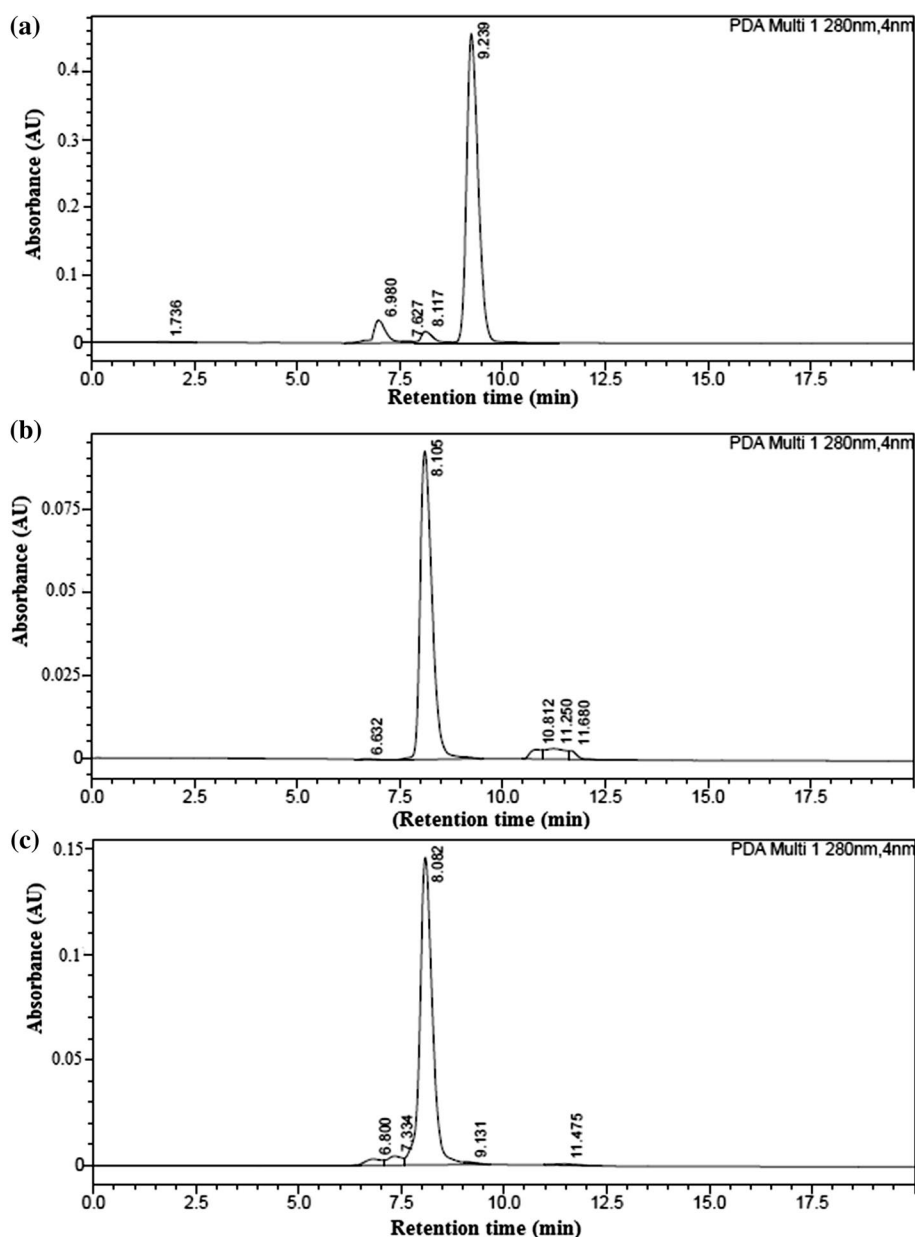 (a)
PDA Multi 1 280nm,4nm
Absorbance (AU)
0.4
0.3
0.2
0.1
0
1.736
6.980
7.627
8.117
9.239
0.0 2.5 5.0 7.5 10.0 12.5 15.0 17.5
Retention time (min)
(b)
PDA Multi 1 280nm,4nm
Absorbance (AU)
0.075
0.05
0.025
0
6.632
8.105
10.812
11.250
11.680
0.0 2.5 5.0 7.5 10.0 12.5 15.0 17.5
(Retention time (min)
(c)
PDA Multi 1 280nm,4nm
Absorbance (AU)
0.15
0.1
0.05
0
6.800
7.334
8.082
9.131
11.475
0.0 2.5 5.0 7.5 10.0 12.5 15.0 17.5
Retention time (min)